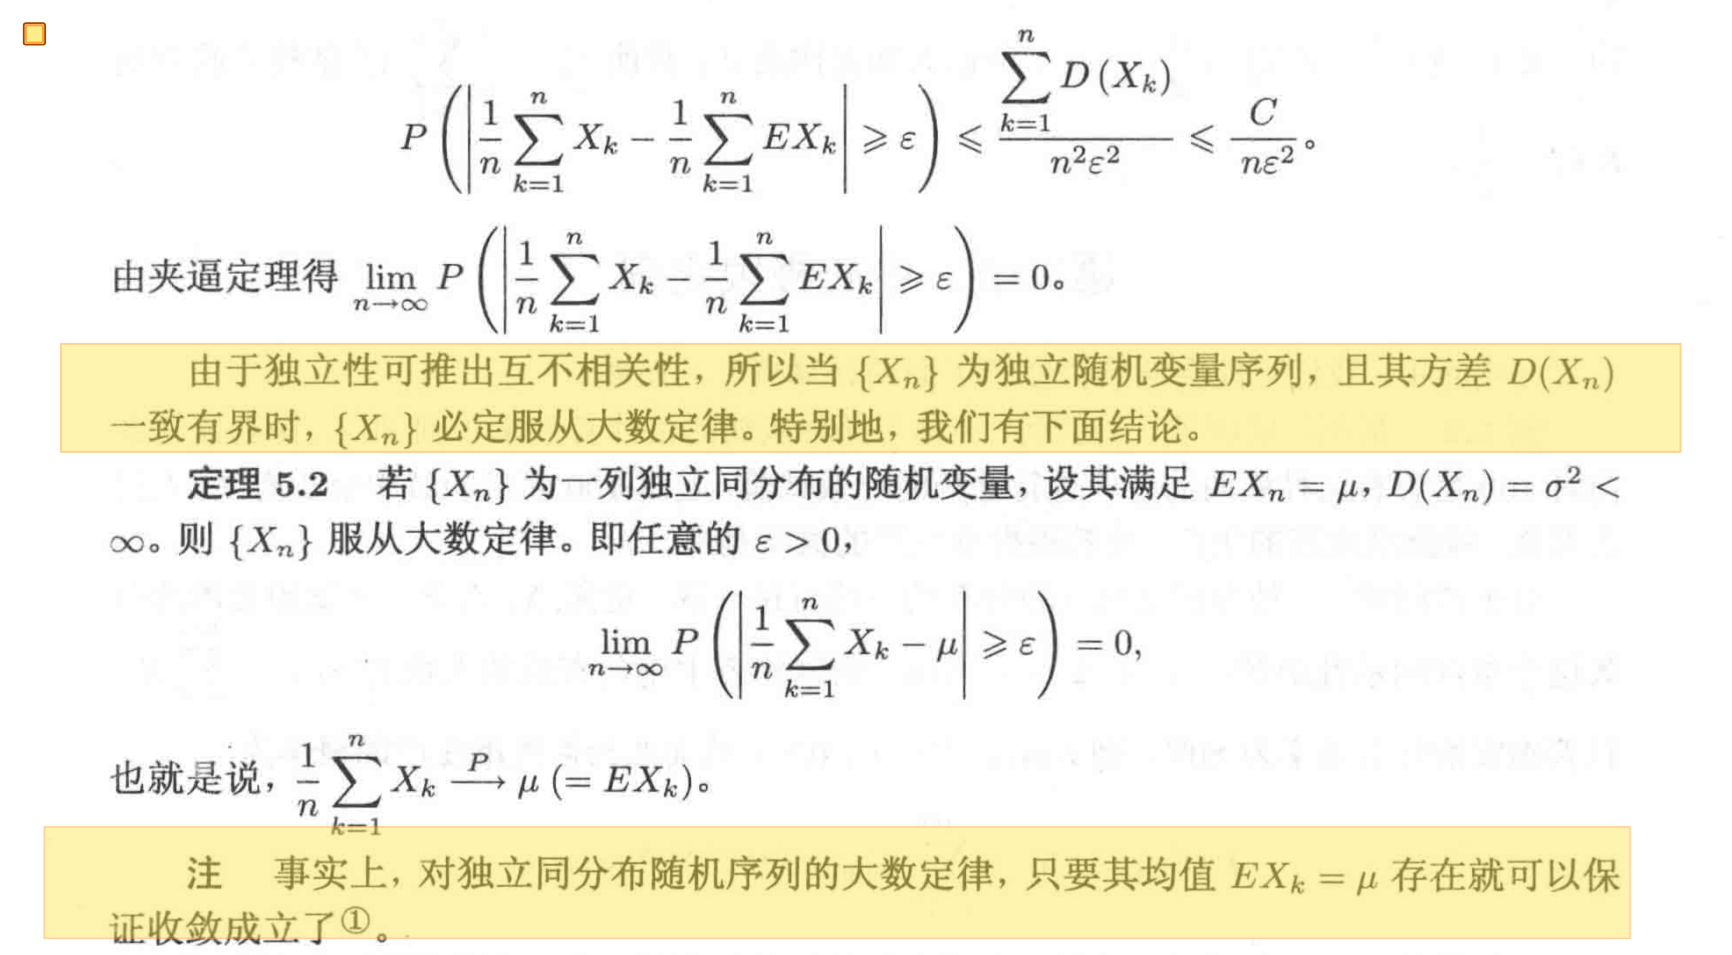 $$P\left(\left|\frac{1}{n}\sum_{k=1}^{n}X_k-\frac{1}{n}\sum_{k=1}^{n}EX_k\right|\geqslant\varepsilon\right)\leqslant\frac{\sum_{k=1}^{n}D(X_k)}{n^2\varepsilon^2}\leqslant\frac{C}{n\varepsilon^2}。$$
由夹逼定理得 $\lim_{n\to\infty}P\left(\left|\frac{1}{n}\sum_{k=1}^{n}X_k-\frac{1}{n}\sum_{k=1}^{n}EX_k\right|\geqslant\varepsilon\right)=0$。
由于独立性可推出互不相关性，所以当 $\{X_n\}$ 为独立随机变量序列，且其方差 $D(X_n)$
一致有界时，$\{X_n\}$ 必定服从大数定律。特别地，我们有下面结论。
定理 5.2 若 $\{X_n\}$ 为一列独立同分布的随机变量，设其满足 $EX_n=\mu$，$D(X_n)=\sigma^2<$
$\infty$。则 $\{X_n\}$ 服从大数定律。即任意的 $\varepsilon>0$，
$$\lim_{n\to\infty}P\left(\left|\frac{1}{n}\sum_{k=1}^{n}X_k-\mu\right|\geqslant\varepsilon\right)=0,$$
也就是说，$\frac{1}{n}\sum_{k=1}^{n}X_k\xrightarrow{P}\mu\,(=EX_k)$。
注 事实上，对独立同分布随机序列的大数定律，只要其均值 $EX_k=\mu$ 存在就可以保
证收敛成立了①。